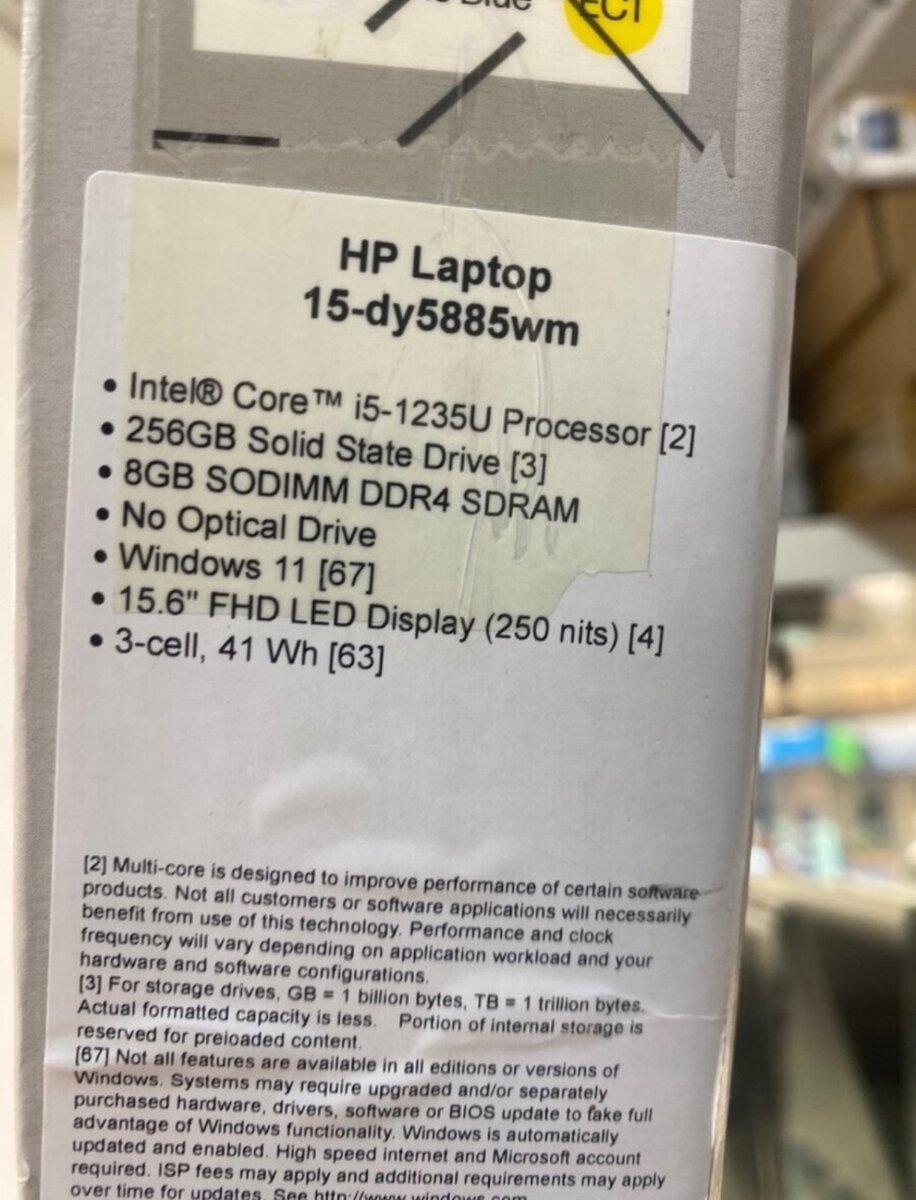 Blue
ECT
HP Laptop
15-dy5885wm
• Intel® Core™ i5-1235U Processor [2]
• 256GB Solid State Drive [3]
• 8GB SODIMM DDR4 SDRAM
• No Optical Drive
• Windows 11 [67]
• 15.6" FHD LED Display (250 nits) [4]
• 3-cell, 41 Wh [63]
[2] Multi-core is designed to improve performance of certain software
products. Not all customers or software applications will necessarily
benefit from use of this technology. Performance and clock
frequency will vary depending on application workload and your
hardware and software configurations.
[3] For storage drives, GB = 1 billion bytes, TB = 1 trillion bytes.
Actual formatted capacity is less. Portion of internal storage is
reserved for preloaded content.
[67] Not all features are available in all editions or versions of
Windows. Systems may require upgraded and/or separately
purchased hardware, drivers, software or BIOS update to take full
advantage of Windows functionality. Windows is automatically
updated and enabled. High speed internet and Microsoft account
required. ISP fees may apply and additional requirements may apply
over time for updates. See http://www.windows.com